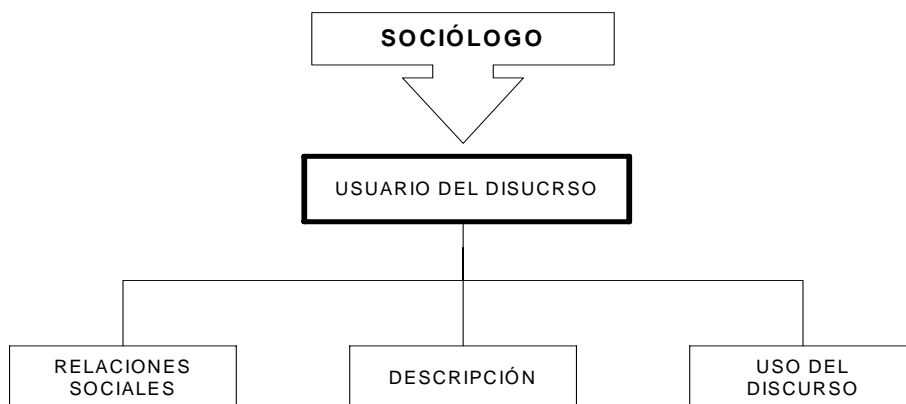 SOCIÓLOGO
USUARIO DEL DISUCRSO
RELACIONES
SOCIALES
DESCRIPCIÓN
USO DEL
DISCURSO